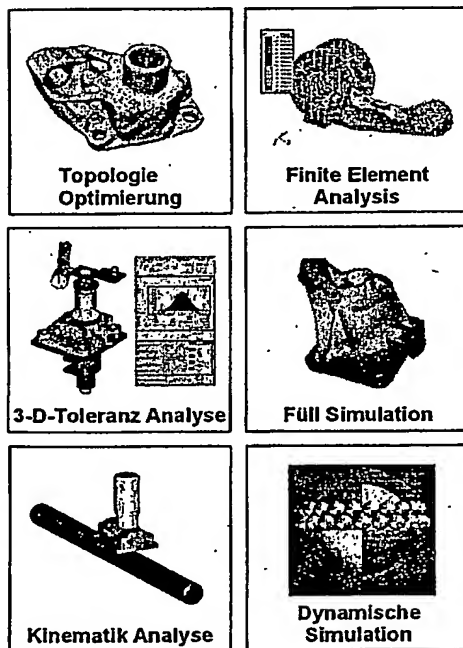 Topologie
Optimierung
Finite Element
Analysis
3-D-Toleranz Analyse
Füll Simulation
Kinematik Analyse
Dynamische
Simulation